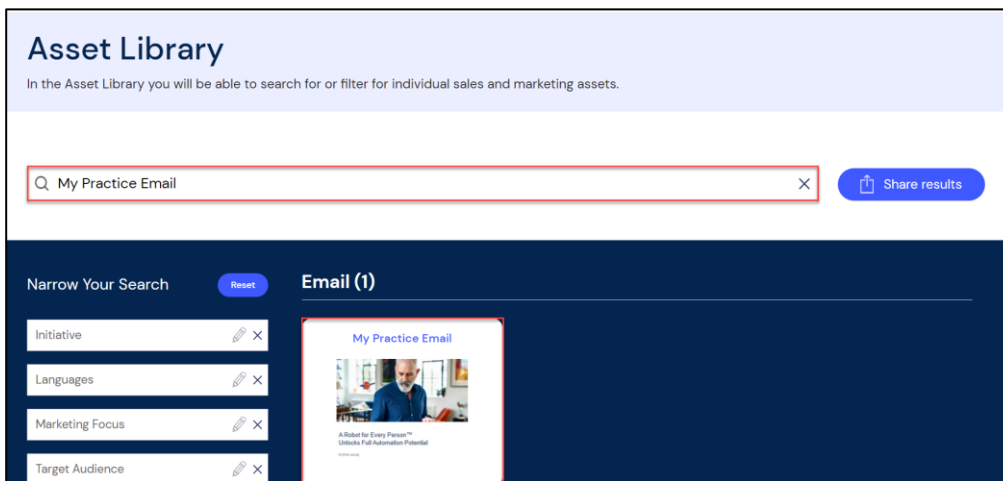 Asset Library
In the Asset Library you will be able to search for or filter for individual sales and marketing assets.
My Practice Email
Share results
Narrow Your Search
Reset
Initiative
Languages
Marketing Focus
Target Audience
Email (1)
My Practice Email
A Robot for Every Person™
Unlocks Full Automation Potential